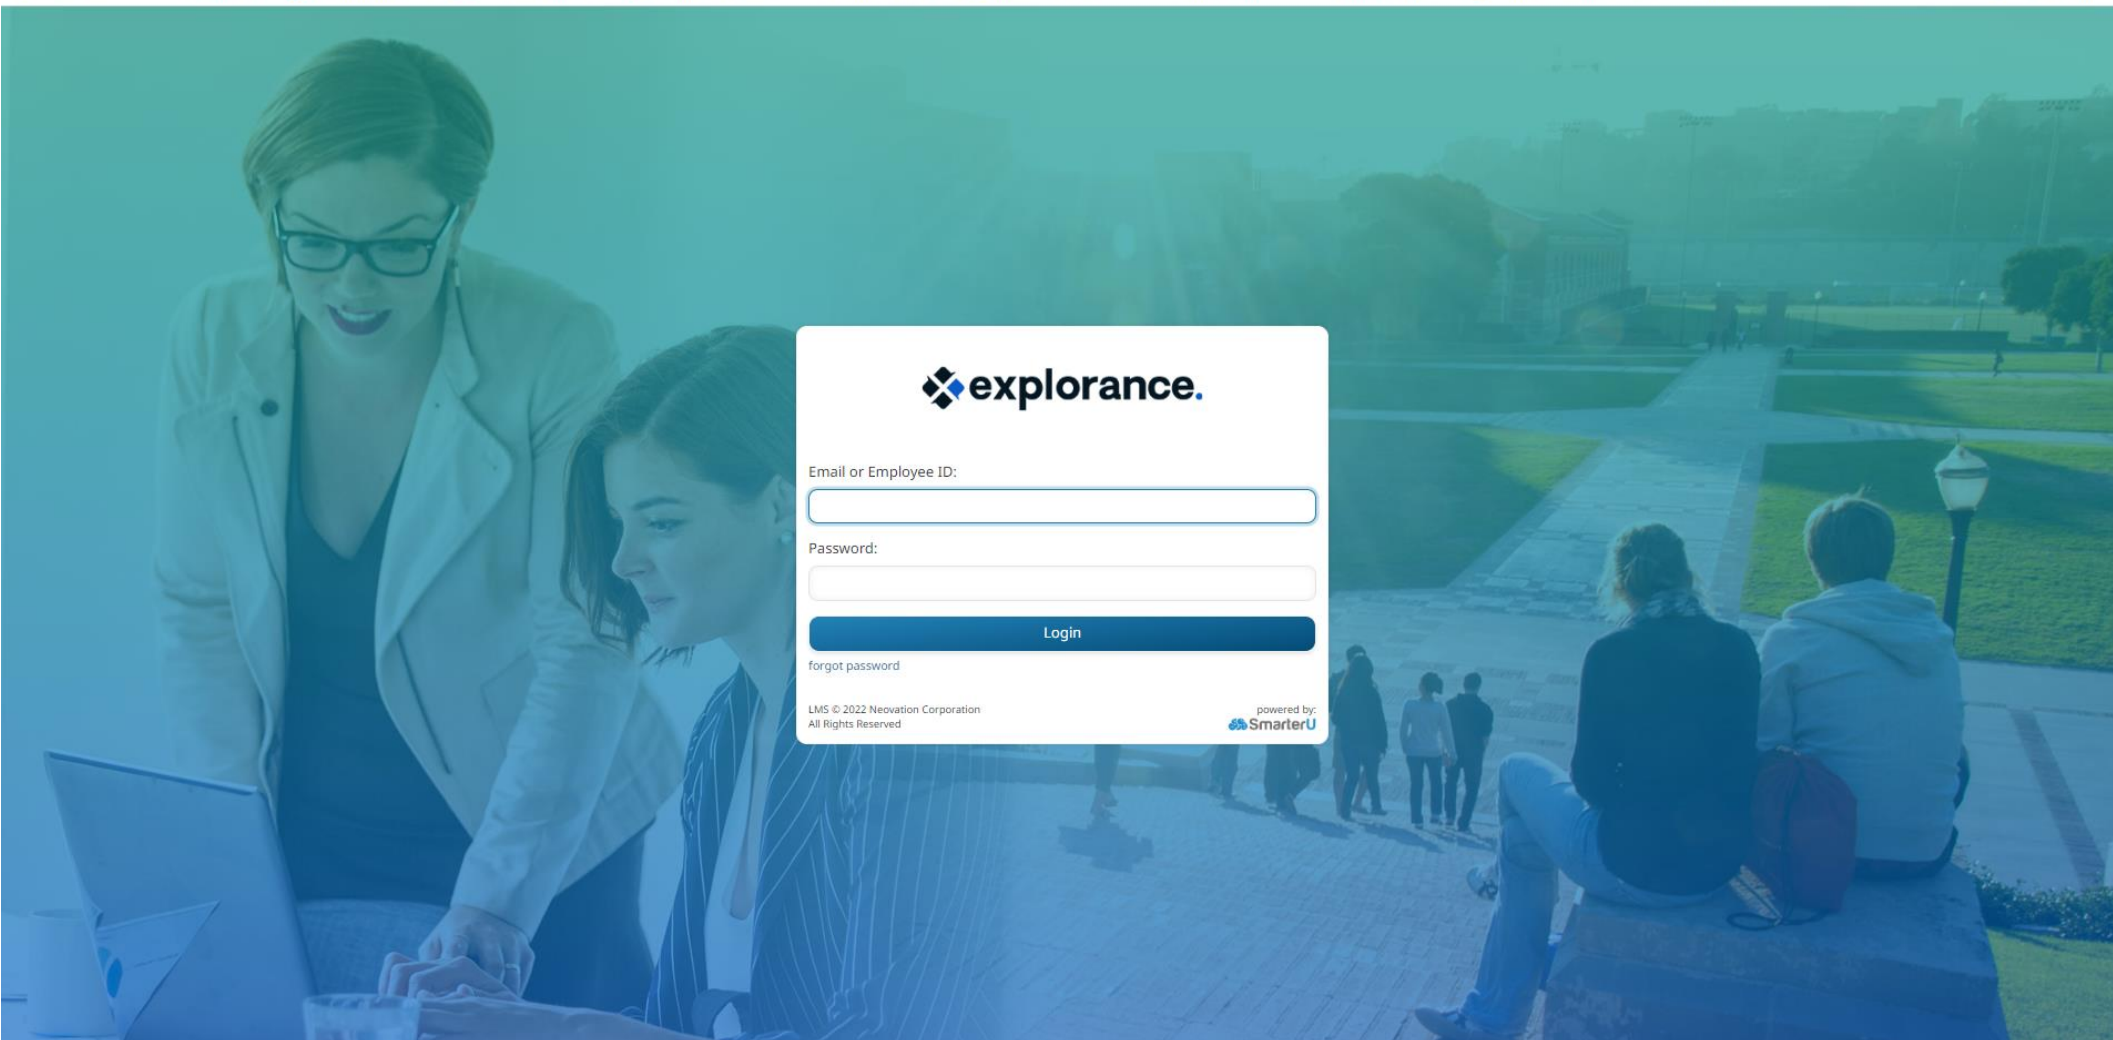 explorance.
Email or Employee ID:
Password:
Login
forgot password
LMS © 2022 Neovation Corporation
All Rights Reserved
powered by:
SmarterU